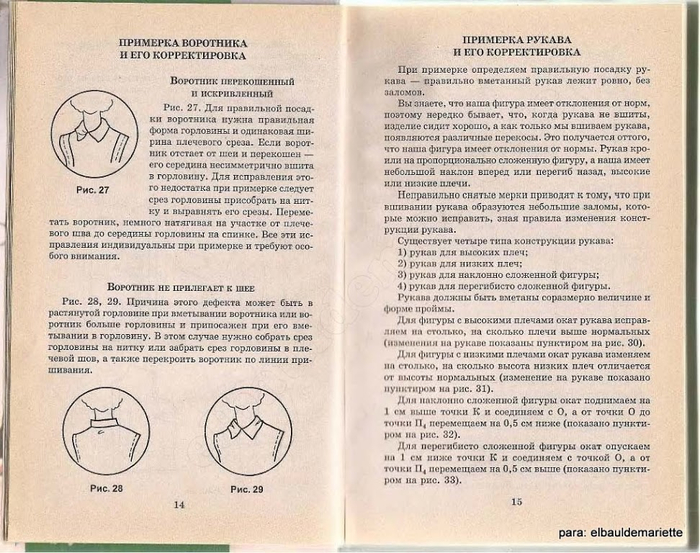 ПРИМЕРКА ВОРОТНИКА
И ЕГО КОРРЕКТИРОВКА
Воротник перекошенный
и искривленный
Рис. 27. Для правильной посад-
ки воротника нужна правильная
форма горловины и одинаковая ши-
рина плечевого среза. Если ворот-
ник отстает от шеи и перекошен —
его середина несимметрично вшита
в горловину. Для исправления это-
го недостатка при примерке следует
срез горловины присобрать на нит-
ку и выравнять его срезы. Переме-
тать воротник, немного натягивая на участке от плече-
вого шва до середины горловины на спинке. Все эти ис-
правления индивидуальны при примерке и требуют осо-
бого внимания.
Рис. 27
Воротник не прилегает к шее
Рис. 28, 29. Причина этого дефекта может быть в
растянутой горловине при вметывании воротника или во-
ротник больше горловины и припосажен при его вме-
тывании в горловину. В этом случае нужно собрать срез
горловины на нитку или забрать срез горловины в пле-
чевой шов, а также перекроить воротник по линии при-
шивания.
Рис. 28
Рис. 29
14
ПРИМЕРКА РУКАВА
И ЕГО КОРРЕКТИРОВКА
При примерке определяем правильную посадку ру-
кава — правильно вметанный рукав лежит ровно, без
заломов.
Вы знаете, что наша фигура имеет отклонения от норм,
поэтому нередко бывает, что, когда рукава не вшиты,
изделие сидит хорошо, а как только мы вшиваем рукава,
появляются различные перекосы. Это получается оттого,
что наша фигура имеет отклонения от нормы. Рукав кро-
или на пропорционально сложенную фигуру, а наша имеет
небольшой наклон вперед или перегиб назад, высокие
или низкие плечи.
Неправильно снятые мерки приводят к тому, что при
вшивании рукава образуются небольшие заломы, кото-
рые можно исправить, зная правила изменения конст-
рукции рукава.
Существует четыре типа конструкции рукава:
1) рукав для высоких плеч;
2) рукав для низких плеч;
3) рукав для наклонно сложенной фигуры;
4) рукав для перегибисто сложенной фигуры.
Рукава должны быть вметаны соразмерно величине и
форме проймы.
Для фигуры с высокими плечами окат рукава исправ-
ляем на столько, на сколько плечи выше нормальных
(изменения на рукаве показаны пунктиром на рис. 30).
Для фигуры с низкими плечами окат рукава изменяем
на столько, на сколько высота низких плеч отличается
от высоты нормальных (изменение на рукаве показано
пунктиром на рис. 31).
Для наклонно сложенной фигуры окат поднимаем на
1 см выше точки К и соединяем с О, а от точки О до
точки П₄ перемещаем на 0,5 см ниже (показано пункти-
ром на рис. 32).
Для перегибисто сложенной фигуры окат опускаем
на 1 см ниже точки К и соединяем с точкой О, а от
точки П₄ перемещаем на 0,5 см выше (показано пункти-
ром на рис. 33).
15
para: elbauldemariette